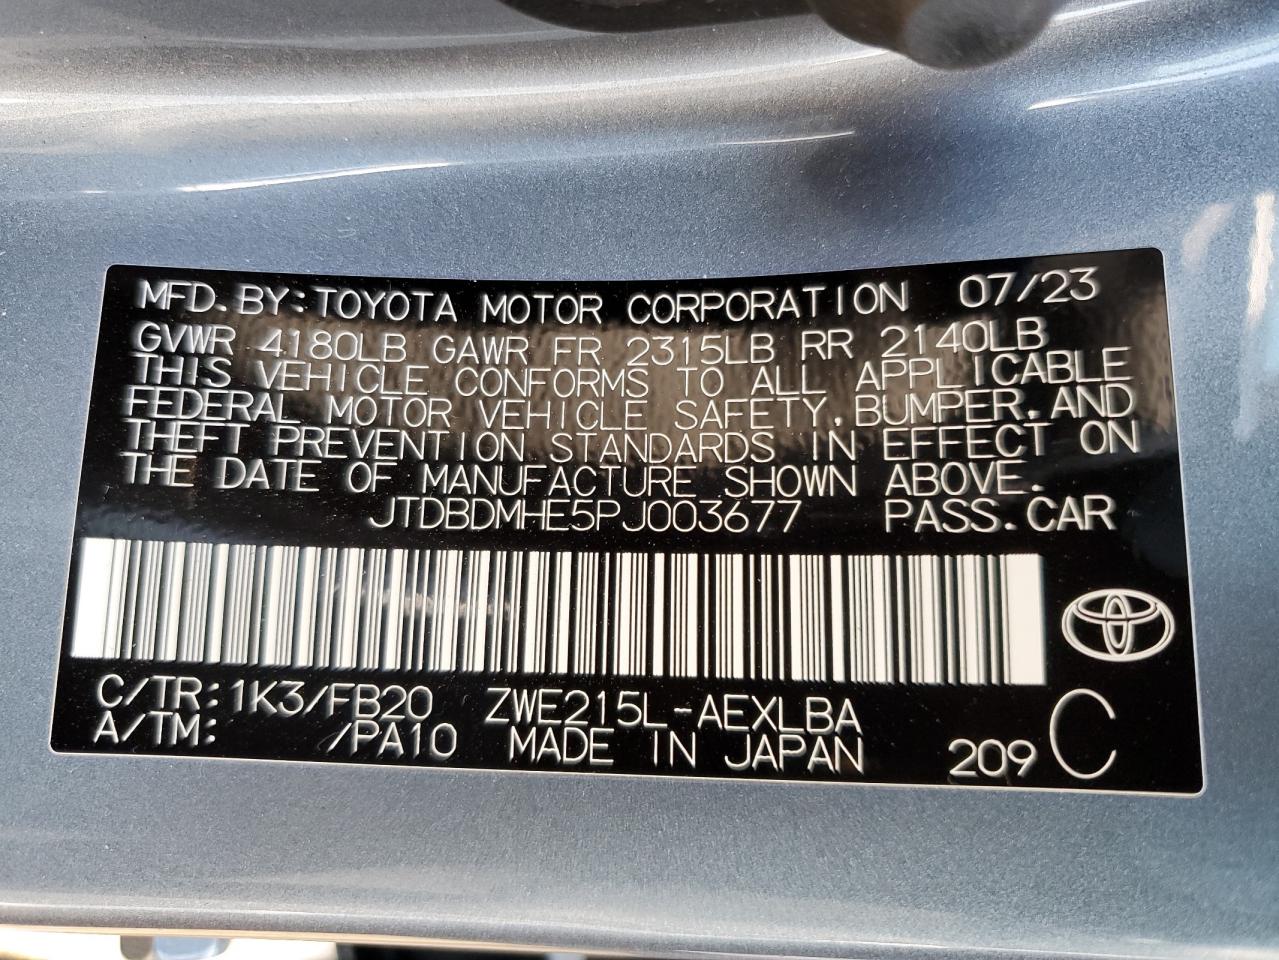 MFD. BY: TOYOTA MOTOR CORPORATION 07/23
GVWR 4180LB GAWR FR 2315LB RR 2140LB
THIS VEHICLE CONFORMS TO ALL APPLICABLE
FEDERAL MOTOR VEHICLE SAFETY, BUMPER, AND
THEFT PREVENTION STANDARDS IN EFFECT ON
THE DATE OF MANUFACTURE SHOWN ABOVE.
JTDBDMHE5PJ003677 PASS. CAR
C/TR: 1K3/FB20 ZWE215L-AEXLBA
A/TM: /PA10 MADE IN JAPAN 209 C